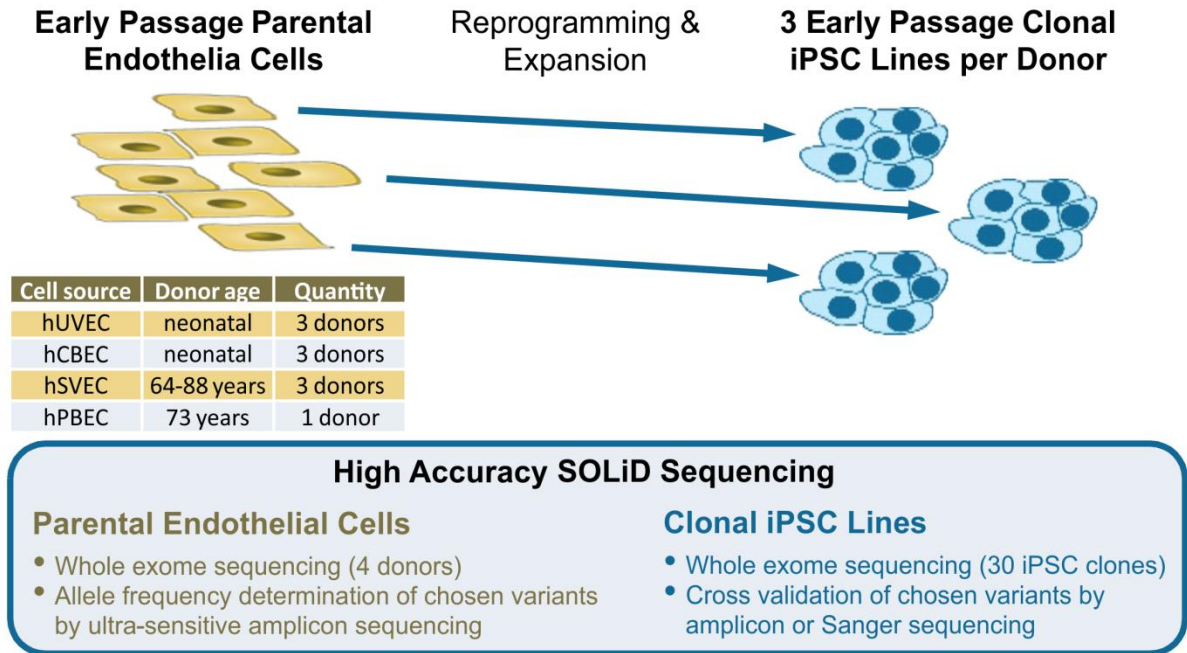 Early Passage Parental
Endothelia Cells
Reprogramming &
Expansion
3 Early Passage Clonal
iPSC Lines per Donor
Cell source Donor age Quantity
hUVEC neonatal 3 donors
hCBEC neonatal 3 donors
hSVEC 64-88 years 3 donors
hPBEC 73 years 1 donor
High Accuracy SOLiD Sequencing
Parental Endothelial Cells
• Whole exome sequencing (4 donors)
• Allele frequency determination of chosen variants
by ultra-sensitive amplicon sequencing
Clonal iPSC Lines
• Whole exome sequencing (30 iPSC clones)
• Cross validation of chosen variants by
amplicon or Sanger sequencing